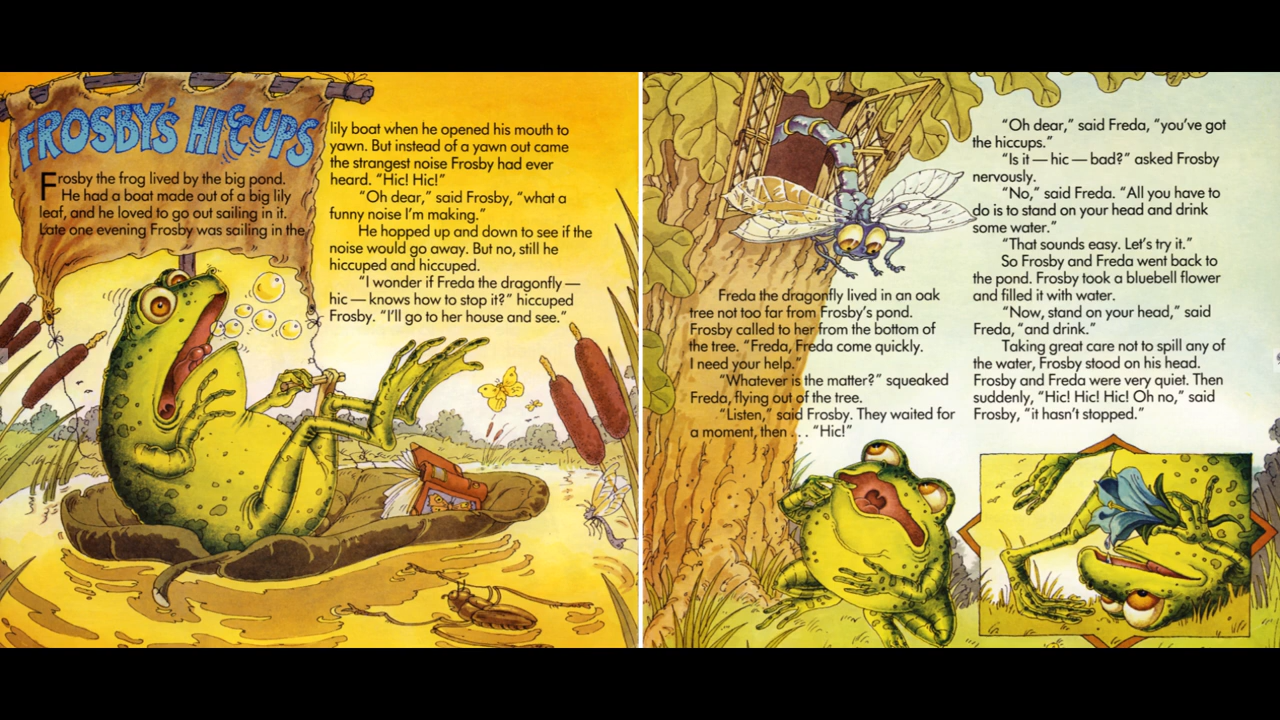 FROSBY'S HICCUPS
Frosby the frog lived by the big pond.
He had a boat made out of a big lily
leaf, and he loved to go out sailing in it.
Late one evening Frosby was sailing in the
lily boat when he opened his mouth to
yawn. But instead of a yawn out came
the strangest noise Frosby had ever
heard. “Hic! Hic!”
“Oh dear,” said Frosby, “what a
funny noise I’m making.”
He hopped up and down to see if the
noise would go away. But no, still he
hiccuped and hiccuped.
“I wonder if Freda the dragonfly —
hic — knows how to stop it?” hiccuped
Frosby. “I’ll go to her house and see.”
Freda the dragonfly lived in an oak
tree not too far from Frosby’s pond.
Frosby called to her from the bottom of
the tree. “Freda, Freda come quickly.
I need your help.”
“Whatever is the matter?” squeaked
Freda, flying out of the tree.
“Listen,” said Frosby. They waited for
a moment, then . . . “Hic!”
“Oh dear,” said Freda, “you’ve got
the hiccups.”
“Is it — hic — bad?” asked Frosby
nervously.
“No,” said Freda. “All you have to
do is to stand on your head and drink
some water.”
“That sounds easy. Let’s try it.”
So Frosby and Freda went back to
the pond. Frosby took a bluebell flower
and filled it with water.
“Now, stand on your head,” said
Freda, “and drink.”
Taking great care not to spill any of
the water, Frosby stood on his head.
Frosby and Freda were very quiet. Then
suddenly, “Hic! Hic! Hic! Oh no,” said
Frosby, “it hasn’t stopped.”